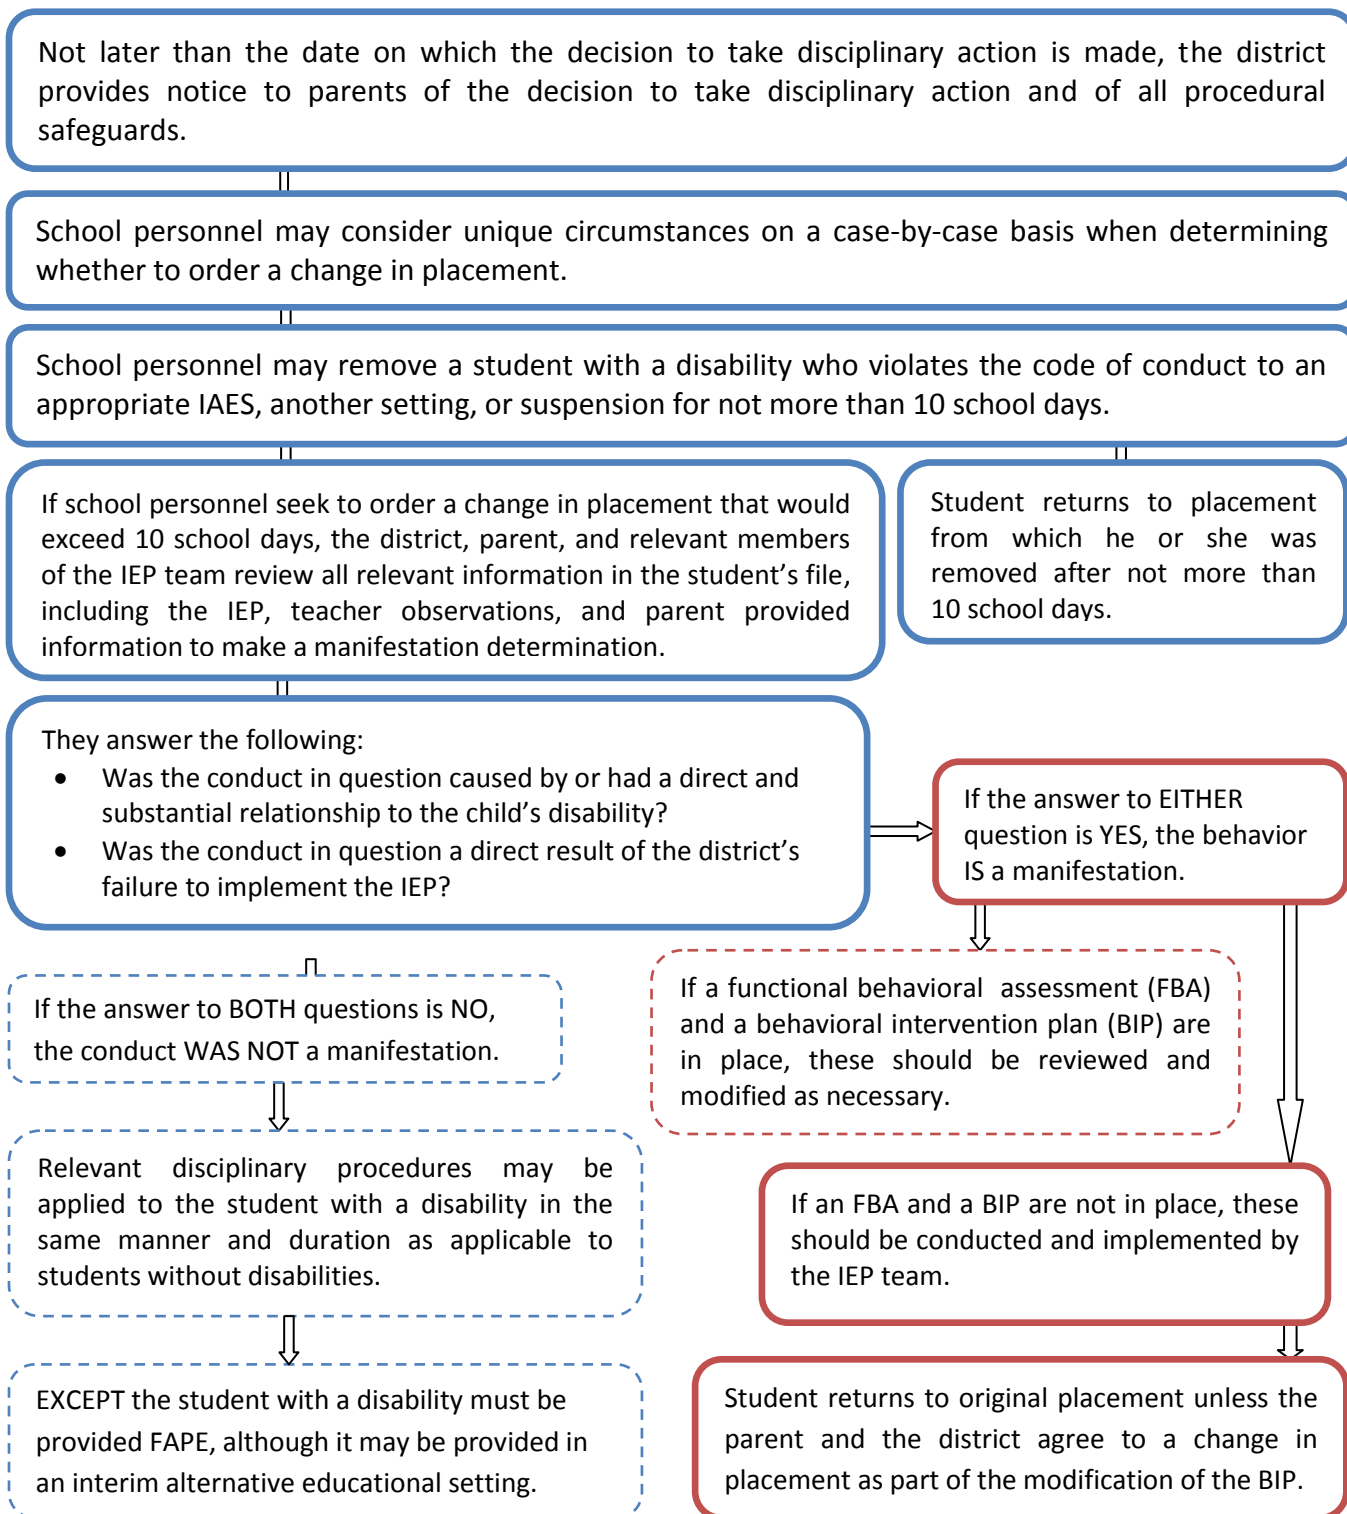 Not later than the date on which the decision to take disciplinary action is made, the district
provides notice to parents of the decision to take disciplinary action and of all procedural
safeguards.
School personnel may consider unique circumstances on a case-by-case basis when determining
whether to order a change in placement.
School personnel may remove a student with a disability who violates the code of conduct to an
appropriate IAES, another setting, or suspension for not more than 10 school days.
If school personnel seek to order a change in placement that would
exceed 10 school days, the district, parent, and relevant members
of the IEP team review all relevant information in the student’s file,
including the IEP, teacher observations, and parent provided
information to make a manifestation determination.
Student returns to placement
from which he or she was
removed after not more than
10 school days.
They answer the following:
• Was the conduct in question caused by or had a direct and
substantial relationship to the child’s disability?
• Was the conduct in question a direct result of the district’s
failure to implement the IEP?
If the answer to EITHER
question is YES, the behavior
IS a manifestation.
If the answer to BOTH questions is NO,
the conduct WAS NOT a manifestation.
If a functional behavioral assessment (FBA)
and a behavioral intervention plan (BIP) are
in place, these should be reviewed and
modified as necessary.
Relevant disciplinary procedures may be
applied to the student with a disability in the
same manner and duration as applicable to
students without disabilities.
If an FBA and a BIP are not in place, these
should be conducted and implemented by
the IEP team.
EXCEPT the student with a disability must be
provided FAPE, although it may be provided in
an interim alternative educational setting.
Student returns to original placement unless the
parent and the district agree to a change in
placement as part of the modification of the BIP.